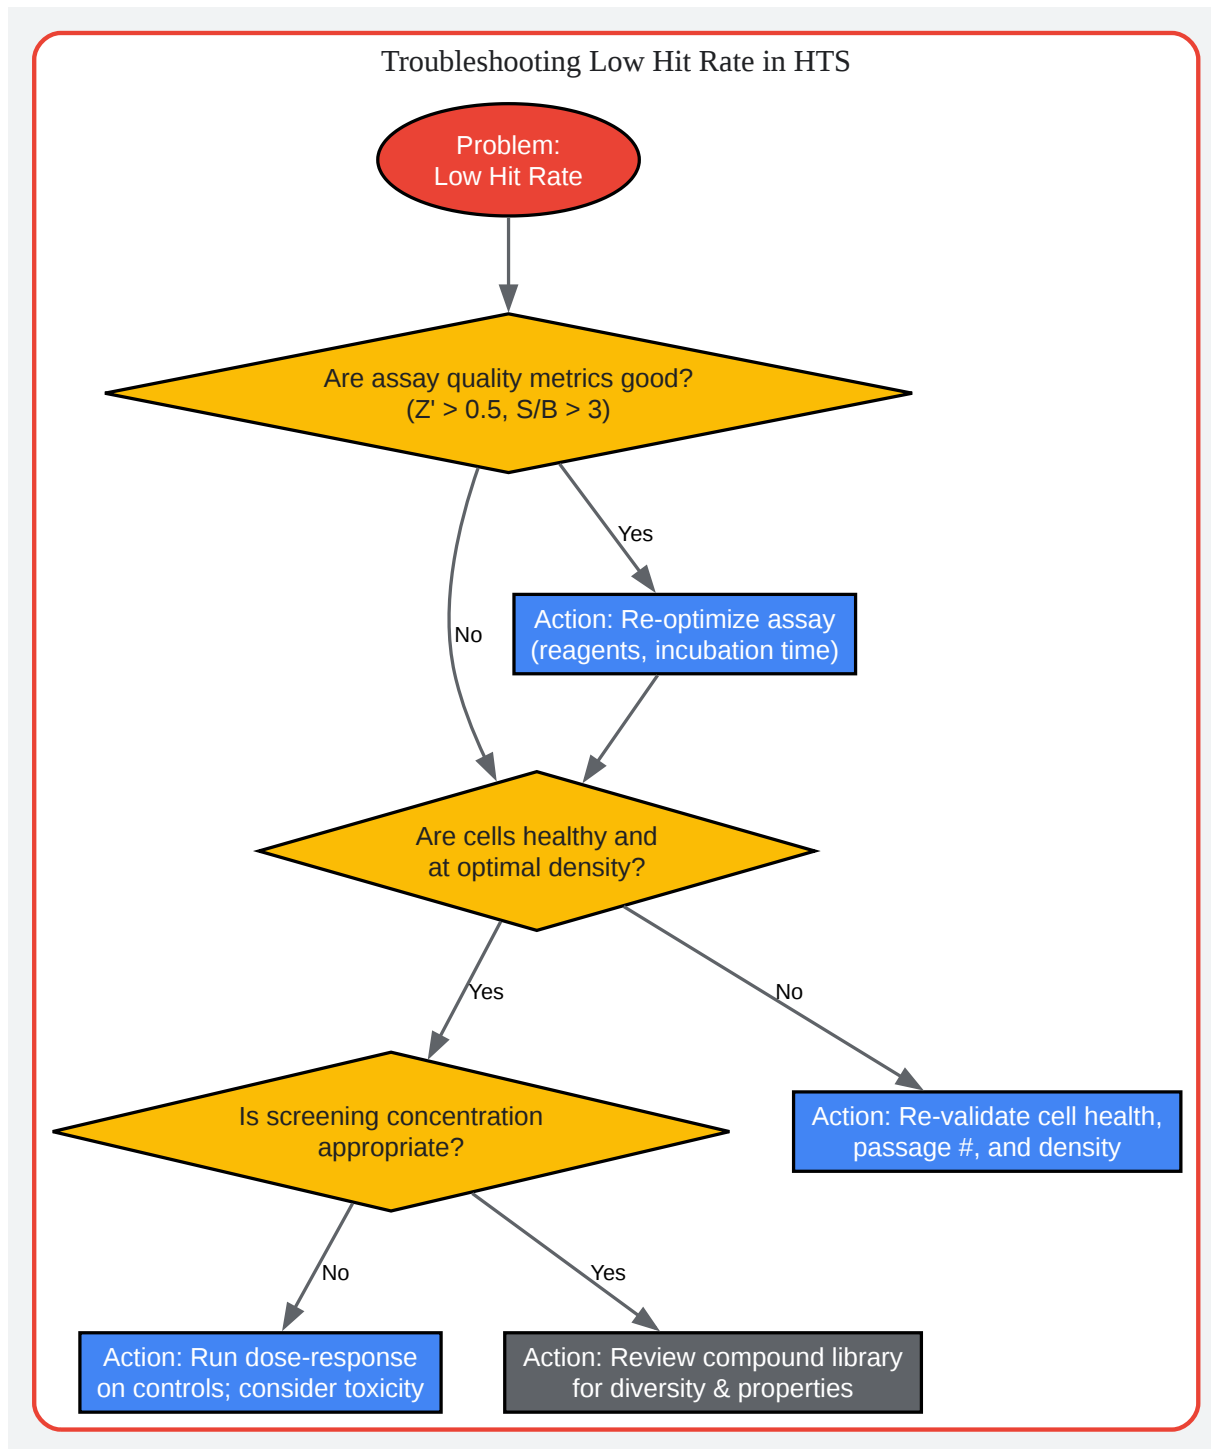 Troubleshooting Low Hit Rate in HTS
Problem:
Low Hit Rate
Are assay quality metrics good?
(Z' > 0.5, S/B > 3)
Yes
Action: Re-optimize assay
(reagents, incubation time)
No
Are cells healthy and
at optimal density?
Yes
No
Is screening concentration
appropriate?
Action: Re-validate cell health,
passage #, and density
No
Yes
Action: Run dose-response
on controls; consider toxicity
Action: Review compound library
for diversity & properties